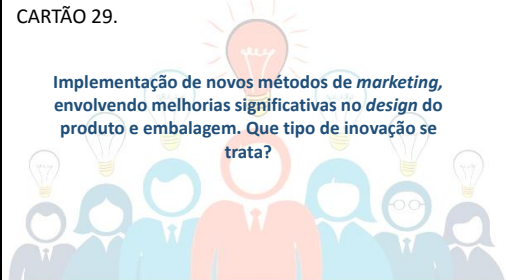 CARTÃO 29.
Implementação de novos métodos de marketing,
envolvendo melhorias significativas no design do
produto e embalagem. Que tipo de inovação se
trata?